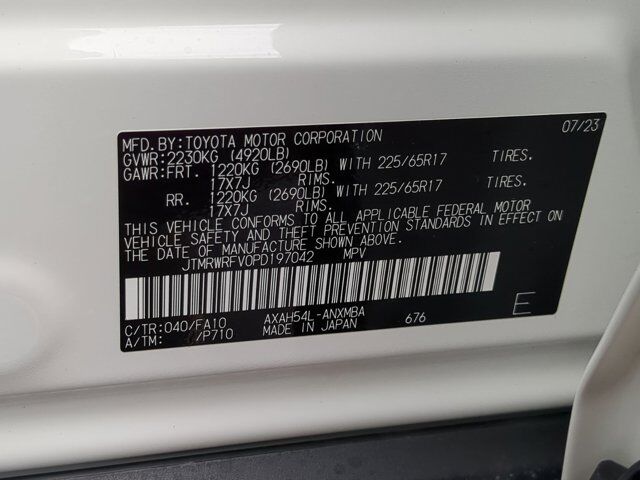 07/23
MFD.BY:TOYOTA MOTOR CORPORATION
GVWR:2230KG (4920LB)
GAWR:FRT. 1220KG (2690LB) WITH 225/65R17 TIRES.
17X7J RIMS.
RR. 1220KG (2690LB) WITH 225/65R17 TIRES.
17X7J RIMS.
THIS VEHICLE CONFORMS TO ALL APPLICABLE FEDERAL MOTOR
VEHICLE SAFETY AND THEFT PREVENTION STANDARDS IN EFFECT ON
THE DATE OF MANUFACTURE SHOWN ABOVE.
JTMRWRFV0PD197042 MPV
C/TR:040/FA10 AXAH54L-ANXMBA 676 E
A/TM: /P710 MADE IN JAPAN